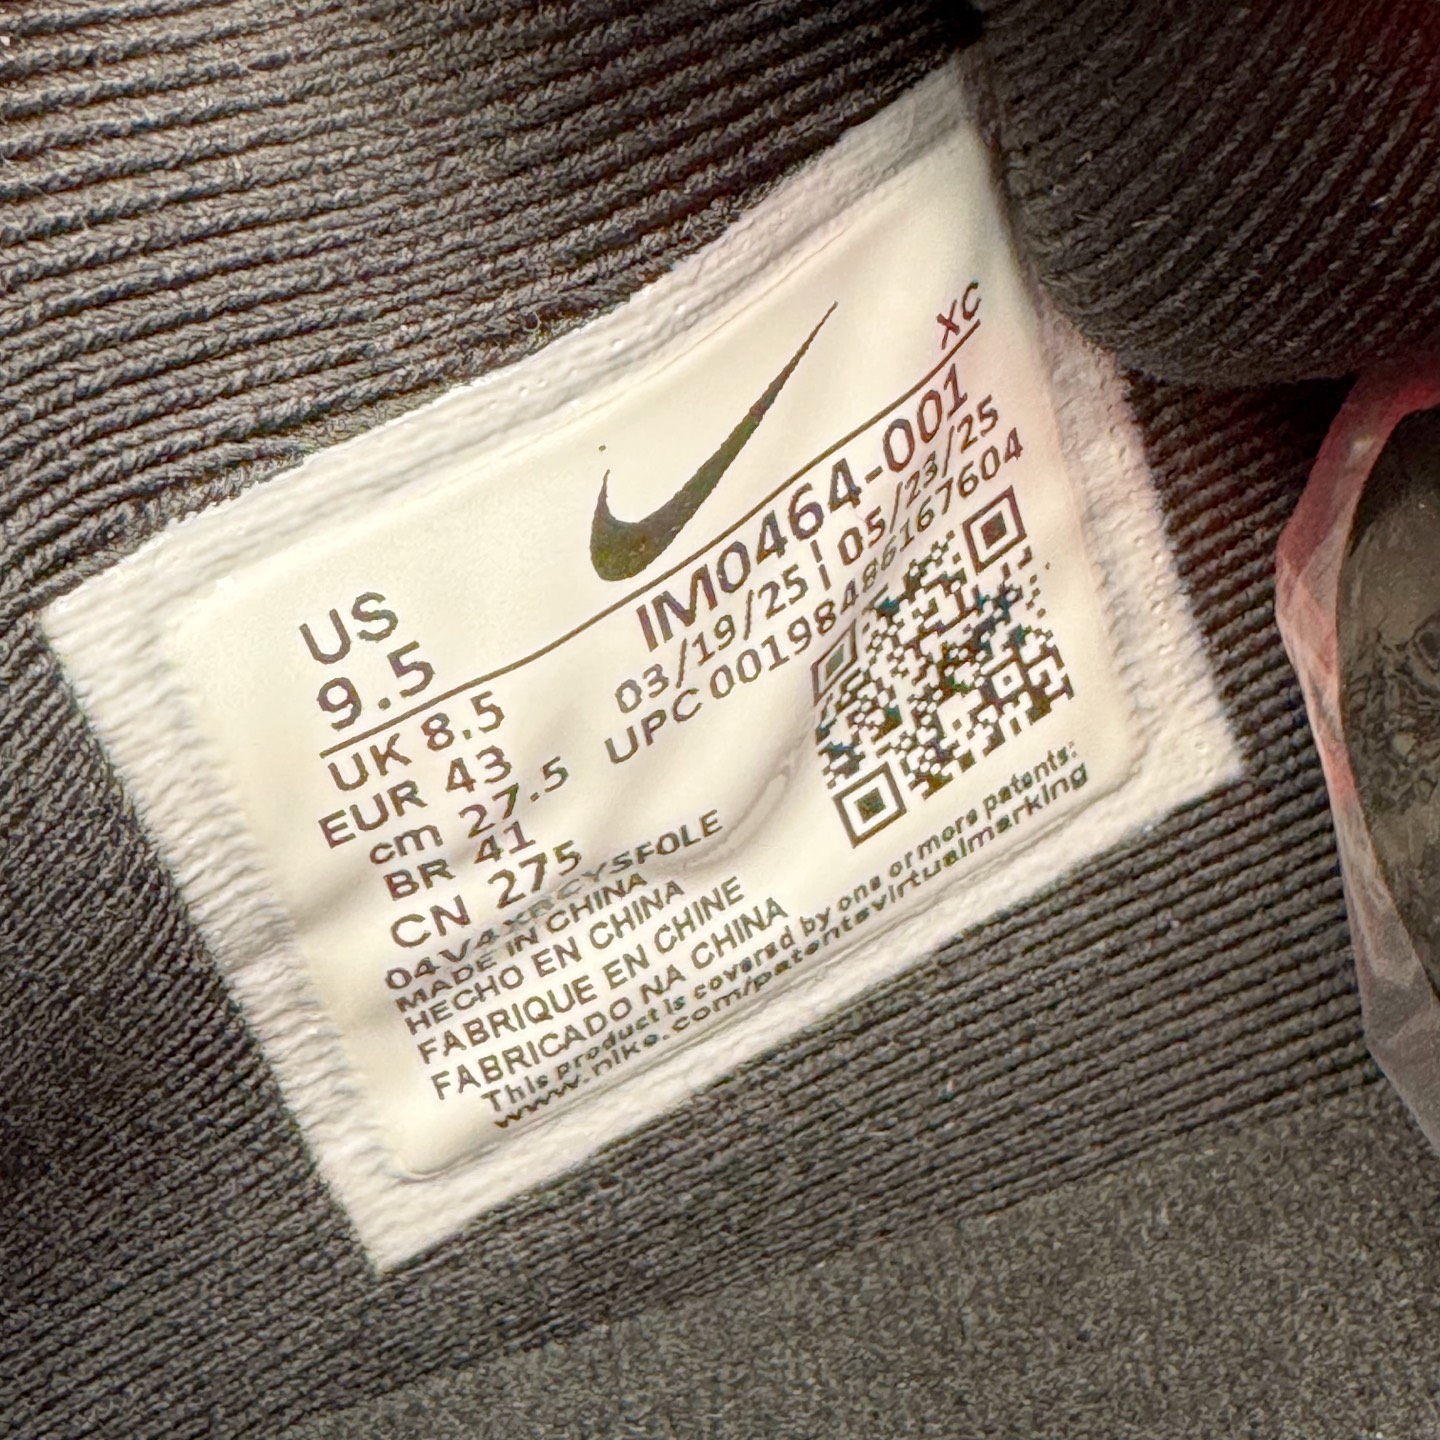 XC
US
9.5
IM0464-001
03/19/25 | 05/23/25
UPC 00198486167604
UK 8.5
EUR 43
cm 27.5
BR 41
CN 275
MADE IN CHINA
HECHO EN CHINA
FABRIQUE EN CHINE
FABRICADO NA CHINA
This product is covered by one or more patents:
www.nike.com/patentsvirtualmarking